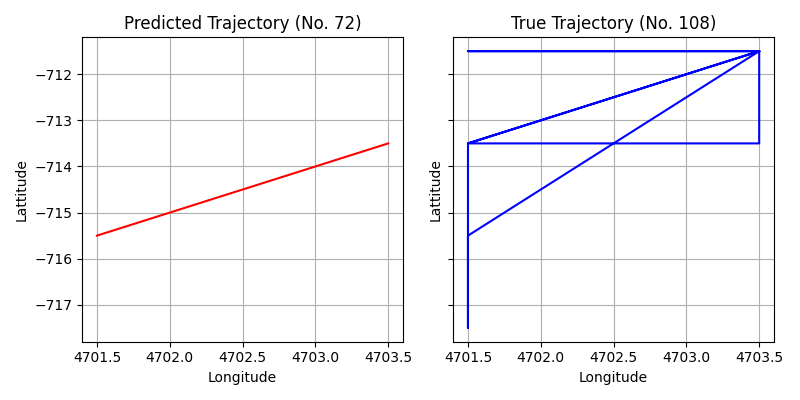 Predicted Trajectory (No. 72)
True Trajectory (No. 108)
Lattitude
−712
−713
−714
−715
−716
−717
4701.5 4702.0 4702.5 4703.0 4703.5
Longitude
Lattitude
4701.5 4702.0 4702.5 4703.0 4703.5
Longitude